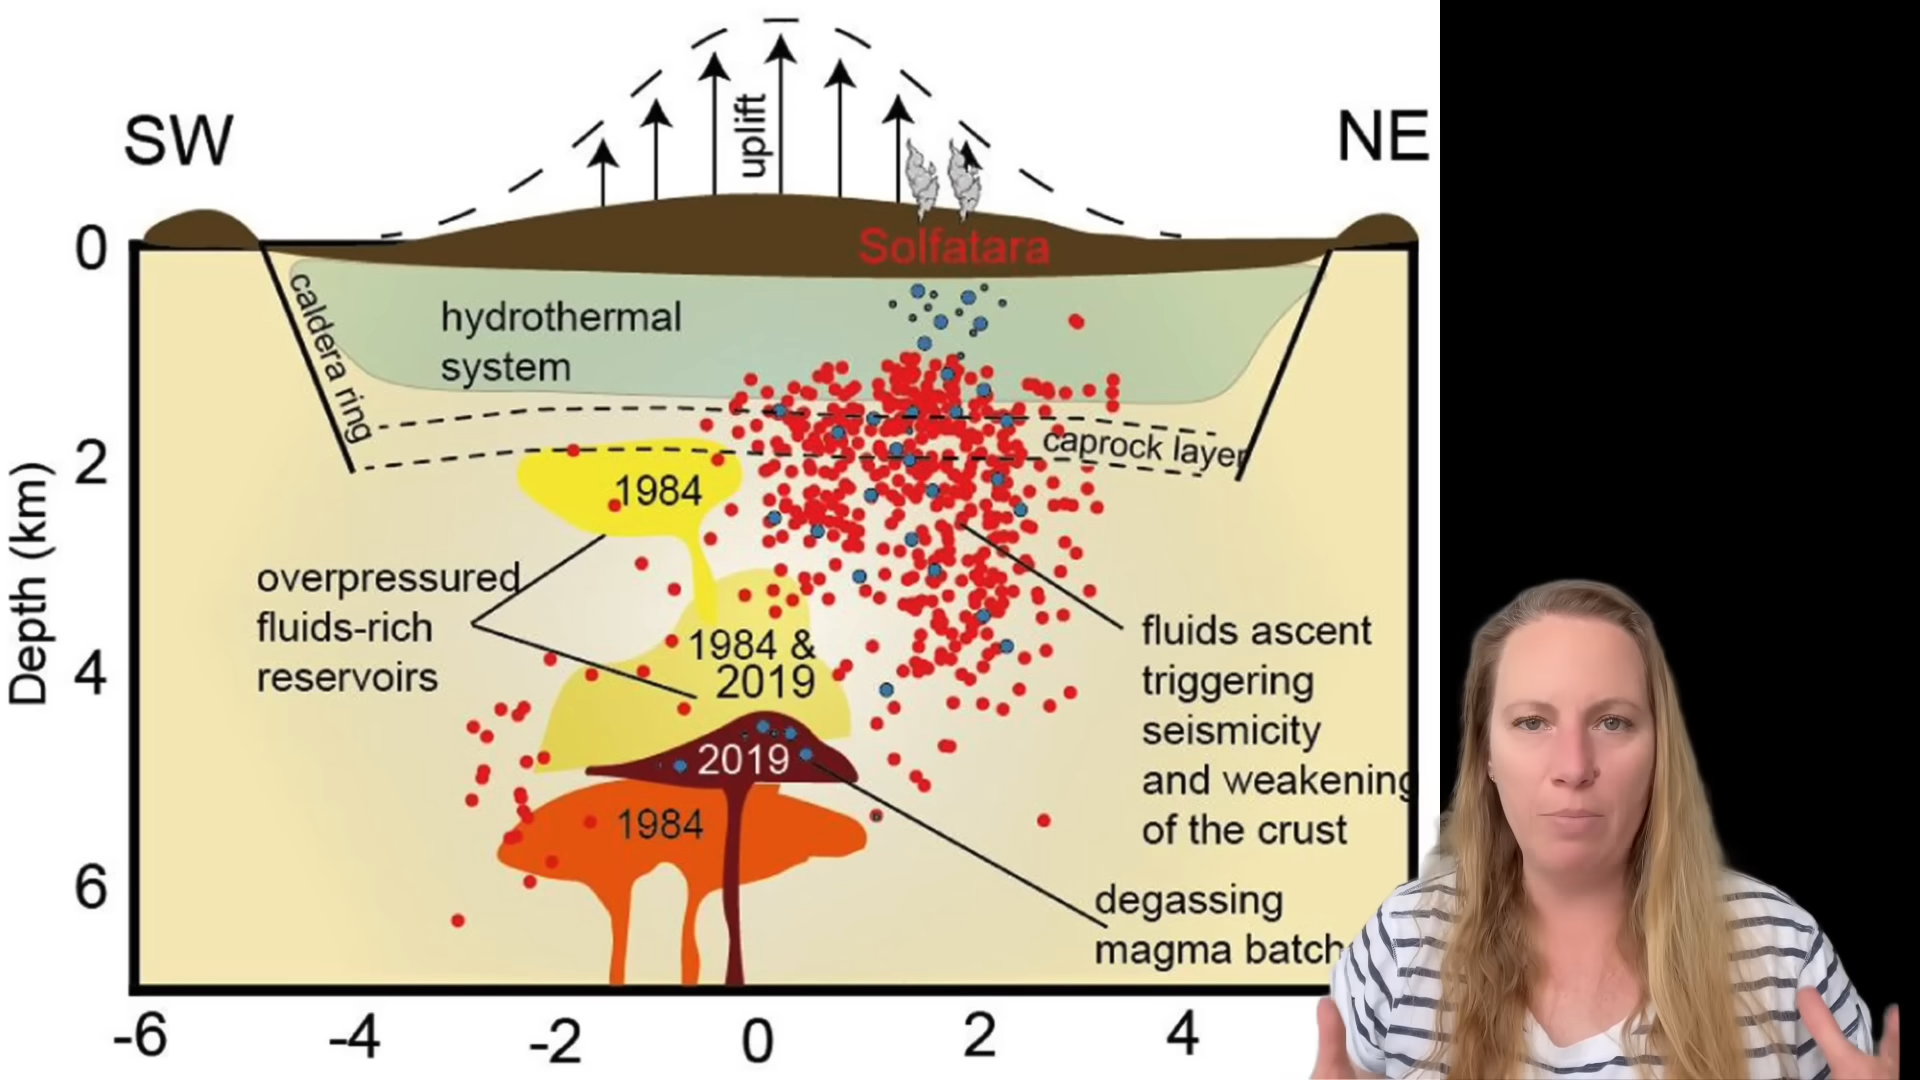 uplift
SW
NE
Solfatara
0
2
4
6
Depth (km)
caldera ring
hydrothermal
system
caprock layer
1984
overpressured
fluids-rich
reservoirs
1984 &
2019
2019
1984
fluids ascent
triggering
seismicity
and weakening
of the crust
degassing
magma batch
-6
-4
-2
0
2
4